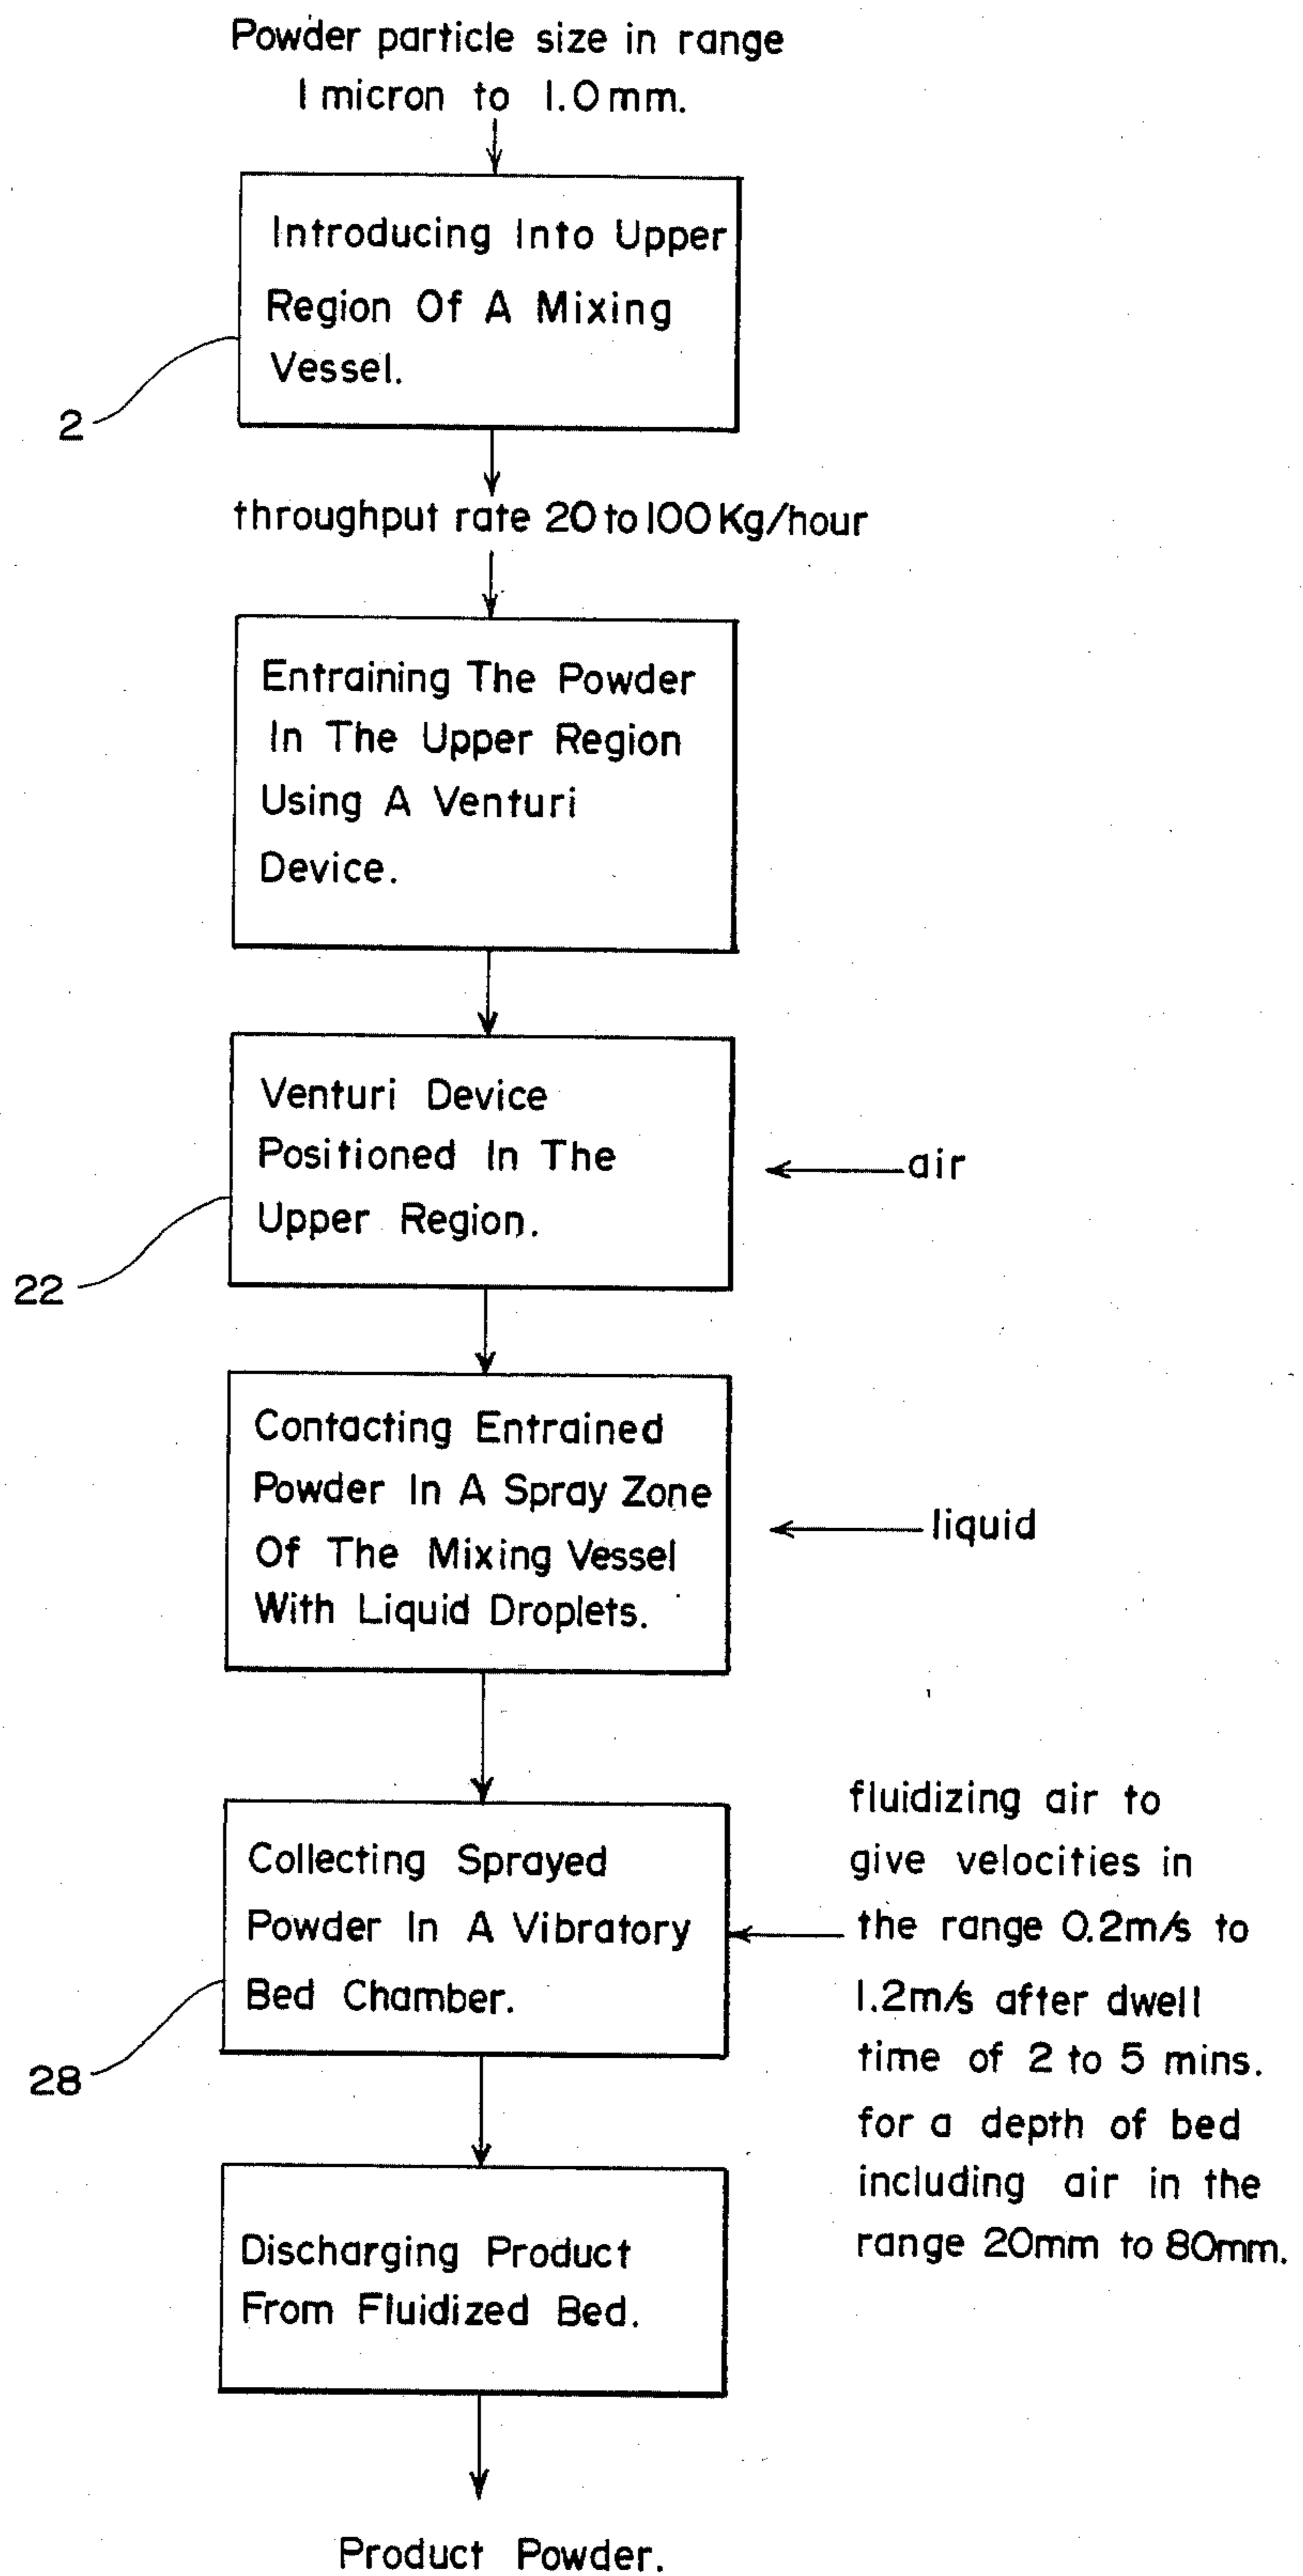 Powder particle size in range
1 micron to 1.0mm.
Introducing Into Upper
Region Of A Mixing
Vessel.
2
throughput rate 20 to 100Kg/hour
Entraining The Powder
In The Upper Region
Using A Venturi
Device.
Venturi Device
Positioned In The
Upper Region.
air
22
Contacting Entrained
Powder In A Spray Zone
Of The Mixing Vessel
With Liquid Droplets.
liquid
Collecting Sprayed
Powder In A Vibratory
Bed Chamber.
28
fluidizing air to
give velocities in
the range 0.2m/s to
1.2m/s after dwell
time of 2 to 5 mins.
for a depth of bed
including air in the
range 20mm to 80mm.
Discharging Product
From Fluidized Bed.
Product Powder.